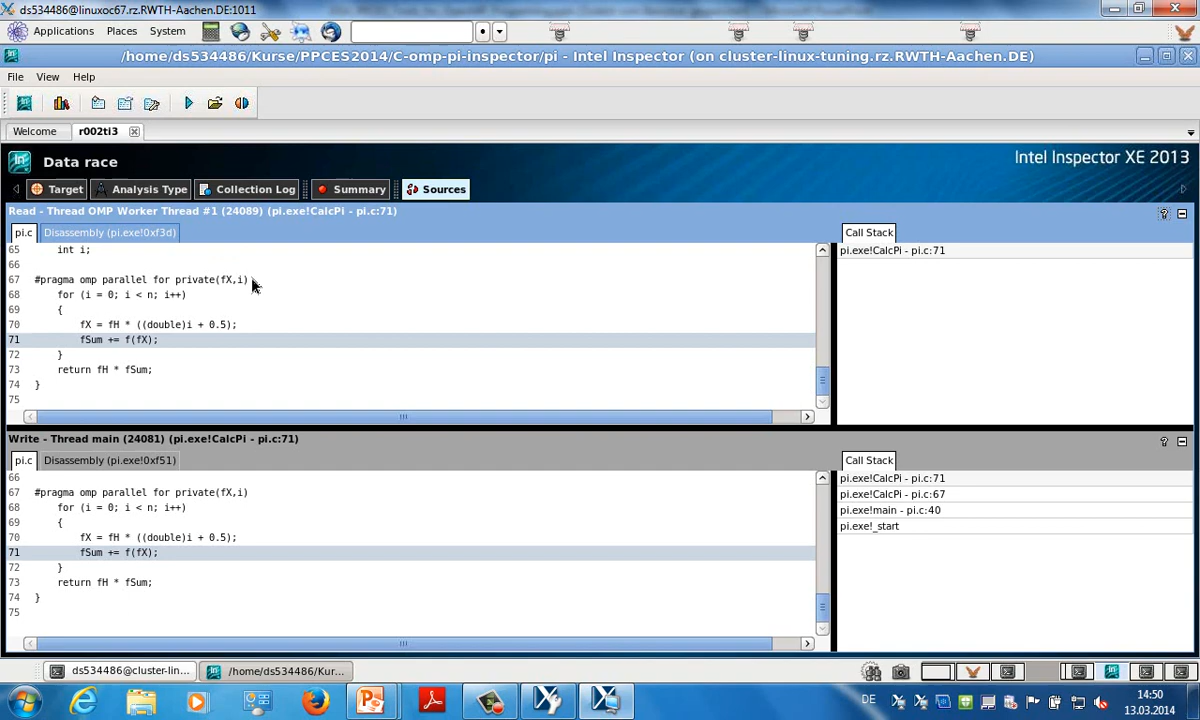 ds534486@linuxoc67.rz.RWTH-Aachen.DE:1011
Applications Places System
/home/ds534486/Kurse/PPCES2014/C-omp-pi-inspector/pi - Intel Inspector (on cluster-linux-tuning.rz.RWTH-Aachen.DE)
File View Help
Welcome r002ti3
Data race
Intel Inspector XE 2013
Target Analysis Type Collection Log Summary Sources
Read - Thread OMP Worker Thread #1 (24089) (pi.exe!CalcPi - pi.c:71)
pi.c Disassembly (pi.exe!0xf3d) Call Stack
65 int i;
pi.exe!CalcPi - pi.c:71
66
67 #pragma omp parallel for private(fX,i)
68 for (i = 0; i < n; i++)
69 {
70 fX = fH * ((double)i + 0.5);
71 fSum += f(fX);
72 }
73 return fH * fSum;
74 }
75
Write - Thread main (24081) (pi.exe!CalcPi - pi.c:71)
pi.c Disassembly (pi.exe!0xf51) Call Stack
66
pi.exe!CalcPi - pi.c:71
67 #pragma omp parallel for private(fX,i)
pi.exe!CalcPi - pi.c:67
68 for (i = 0; i < n; i++)
pi.exe!main - pi.c:40
69 {
pi.exe!_start
70 fX = fH * ((double)i + 0.5);
71 fSum += f(fX);
72 }
73 return fH * fSum;
74 }
75
ds534486@cluster-lin... /home/ds534486/Kur...
DE
14:50
13.03.2014